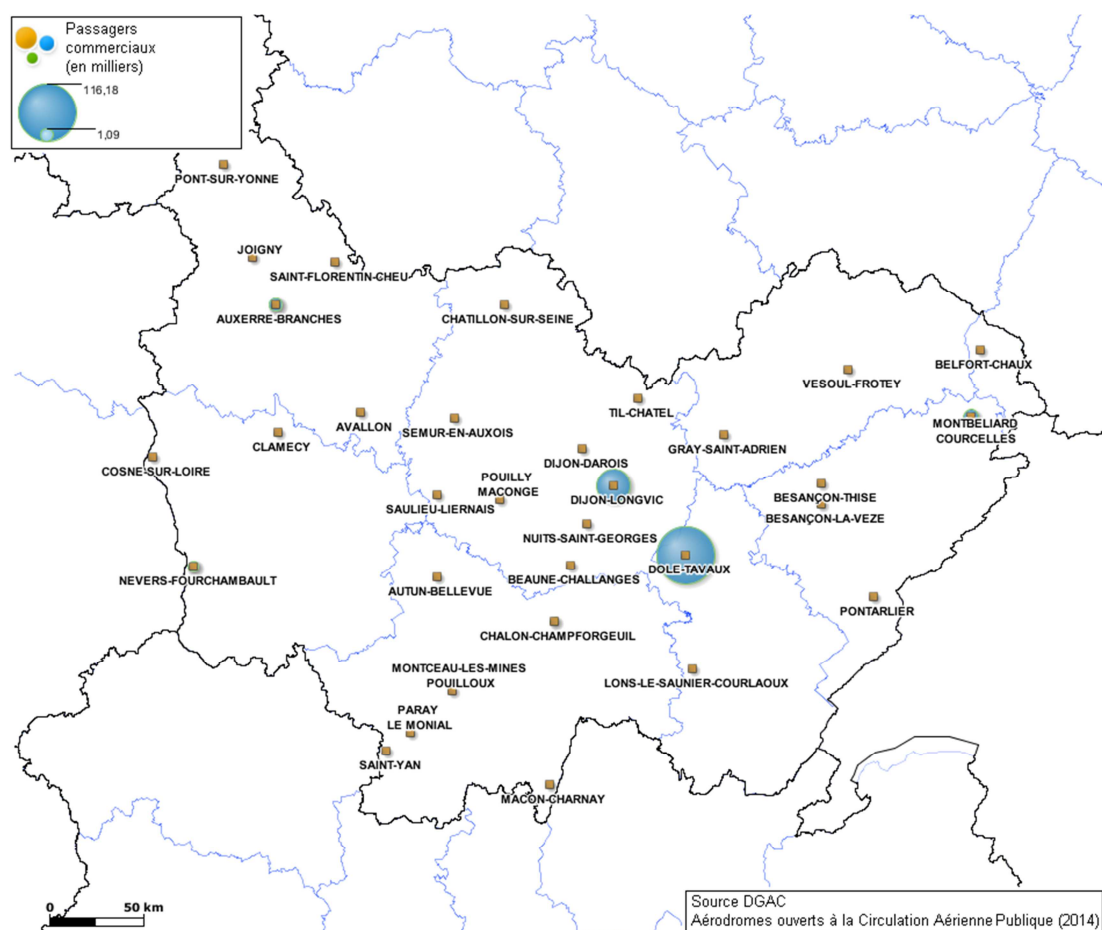 Passagers
commerciaux
(en milliers)
116,18
1,09
PONT-SUR-YONNE
JOIGNY
SAINT-FLORENTIN-CHEU
AUXERRE-BRANCHES
CHATILLON-SUR-SEINE
BELFORT-CHAUX
VESOUL-FROTEY
TIL-CHATEL
AVALLON
SEMUR-EN-AUXOIS
MONTBELIARD
COURCELLES
CLAMECY
GRAY-SAINT-ADRIEN
COSNE-SUR-LOIRE
DIJON-DAROIS
POUILLY
MACONGE
DIJON-LONGVIC
BESANÇON-THISE
SAULIEU-LIERNAIS
BESANÇON-LA-VEZE
NUITS-SAINT-GEORGES
DOLE-TAVAUX
NEVERS-FOURCHAMBAULT
BEAUNE-CHALLANGES
AUTUN-BELLEVUE
PONTARLIER
CHALON-CHAMPFORGEUIL
MONTCEAU-LES-MINES
POUILLOUX
LONS-LE-SAUNIER-COURLAOUX
PARAY
LE MONIAL
SAINT-YAN
MACON-CHARNAY
0 50 km
Source DGAC
Aérodromes ouverts à la Circulation Aérienne Publique (2014)